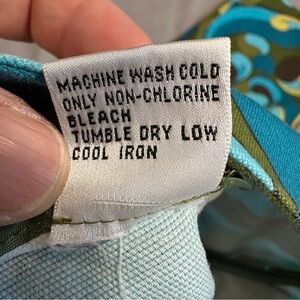 MACHINE WASH COLD
ONLY NON-CHLORINE
BLEACH
TUMBLE DRY LOW
COOL IRON